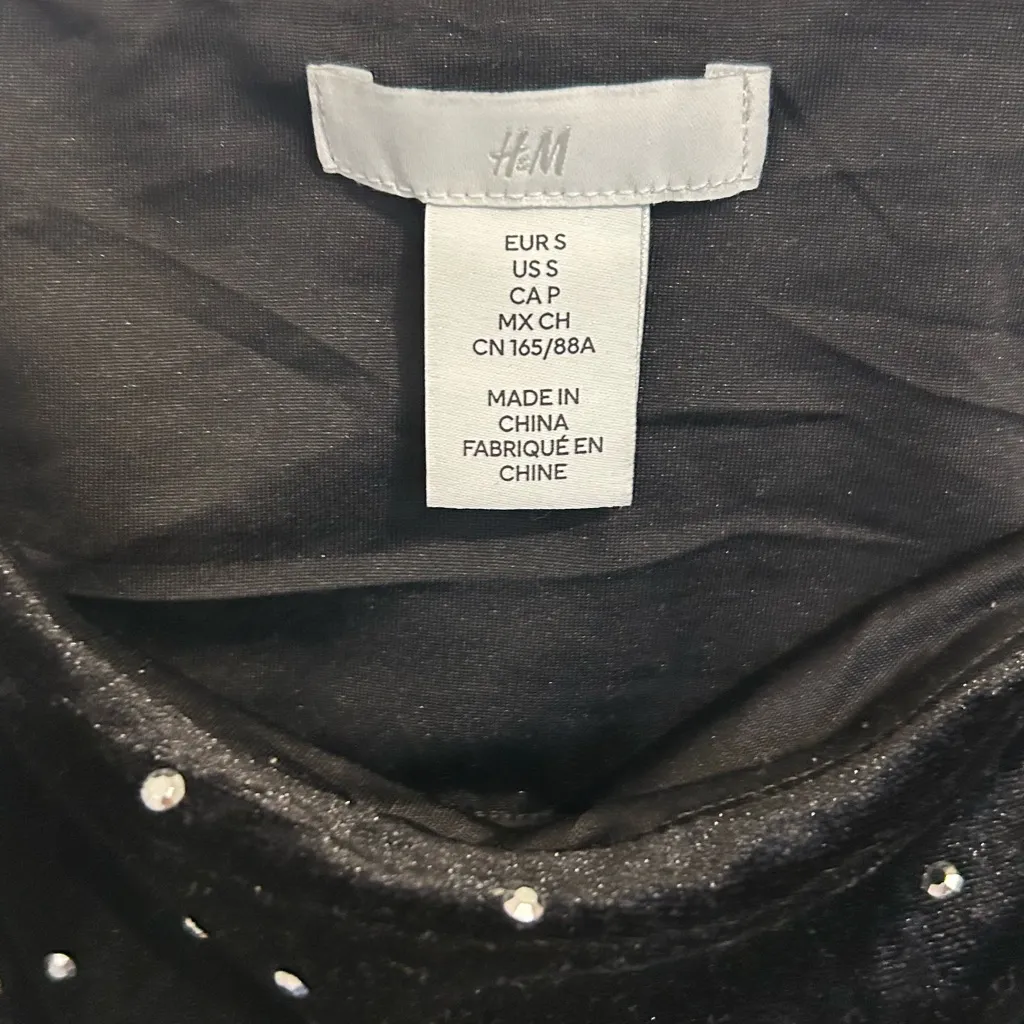 H&M
EUR S
US S
CA P
MX CH
CN 165/88A
MADE IN
CHINA
FABRIQUÉ EN
CHINE